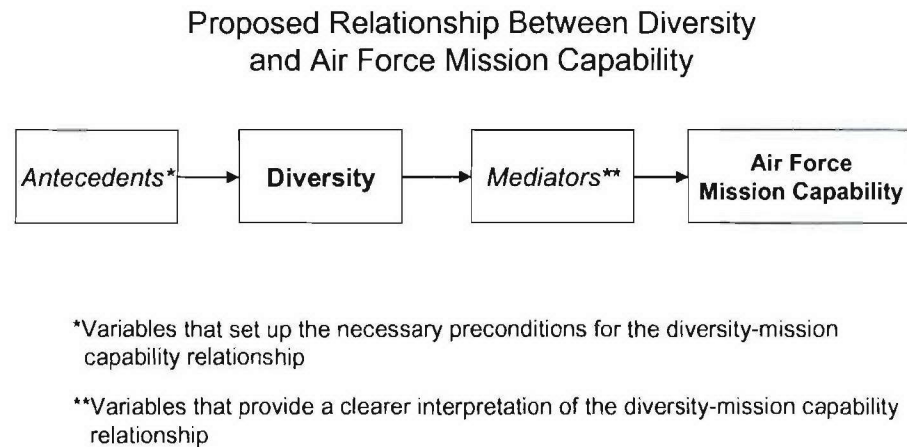 Proposed Relationship Between Diversity
and Air Force Mission Capability
Antecedents*
Diversity
Mediators**
Air Force
Mission Capability
*Variables that set up the necessary preconditions for the diversity-mission
capability relationship
**Variables that provide a clearer interpretation of the diversity-mission capability
relationship